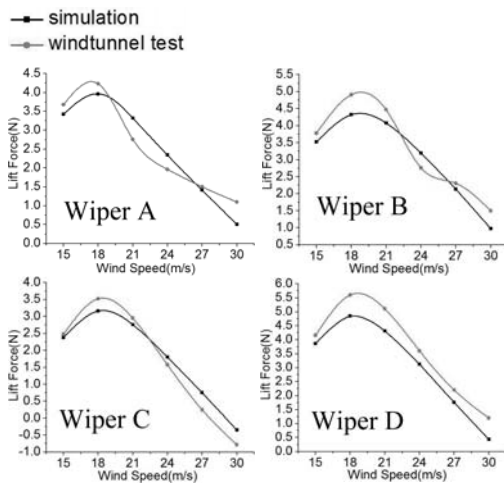 simulation
windtunnel test
4.5
4.0
3.5
3.0
2.5
2.0
1.5
1.0
0.5
0.0
Lift Force(N)
Wiper A
15 18 21 24 27 30
Wind Speed(m/s)
5.5
5.0
4.5
4.0
3.5
3.0
2.5
2.0
1.5
1.0
0.5
Lift Force(N)
Wiper B
15 18 21 24 27 30
Wind Speed(m/s)
4.0
3.5
3.0
2.5
2.0
1.5
1.0
0.5
0.0
-0.5
-1.0
Lift Force(N)
Wiper C
15 18 21 24 27 30
Wind Speed(m/s)
6.0
5.5
5.0
4.5
4.0
3.5
3.0
2.5
2.0
1.5
1.0
0.5
0.0
Lift Force(N)
Wiper D
15 18 21 24 27 30
Wind Speed(m/s)